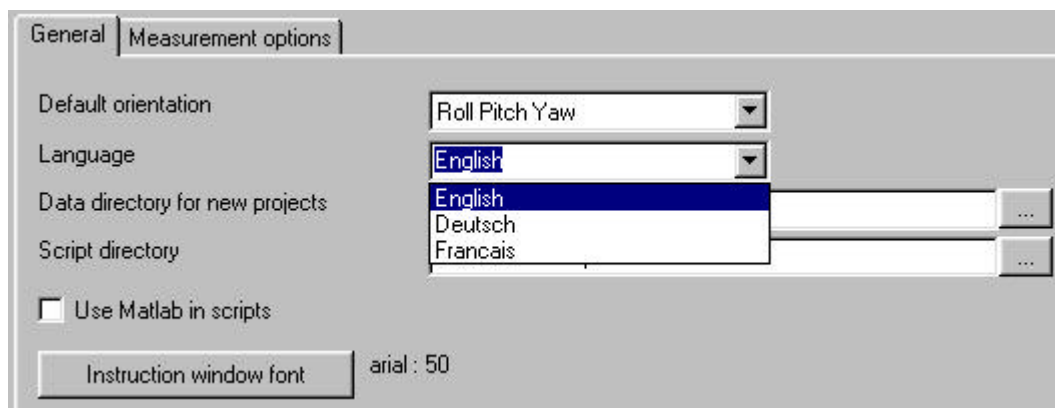 General Measurement options
Default orientation Roll Pitch Yaw
Language English
English
Data directory for new projects ...
Deutsch
Francais
Script directory ...
Use Matlab in scripts
Instruction window font arial : 50